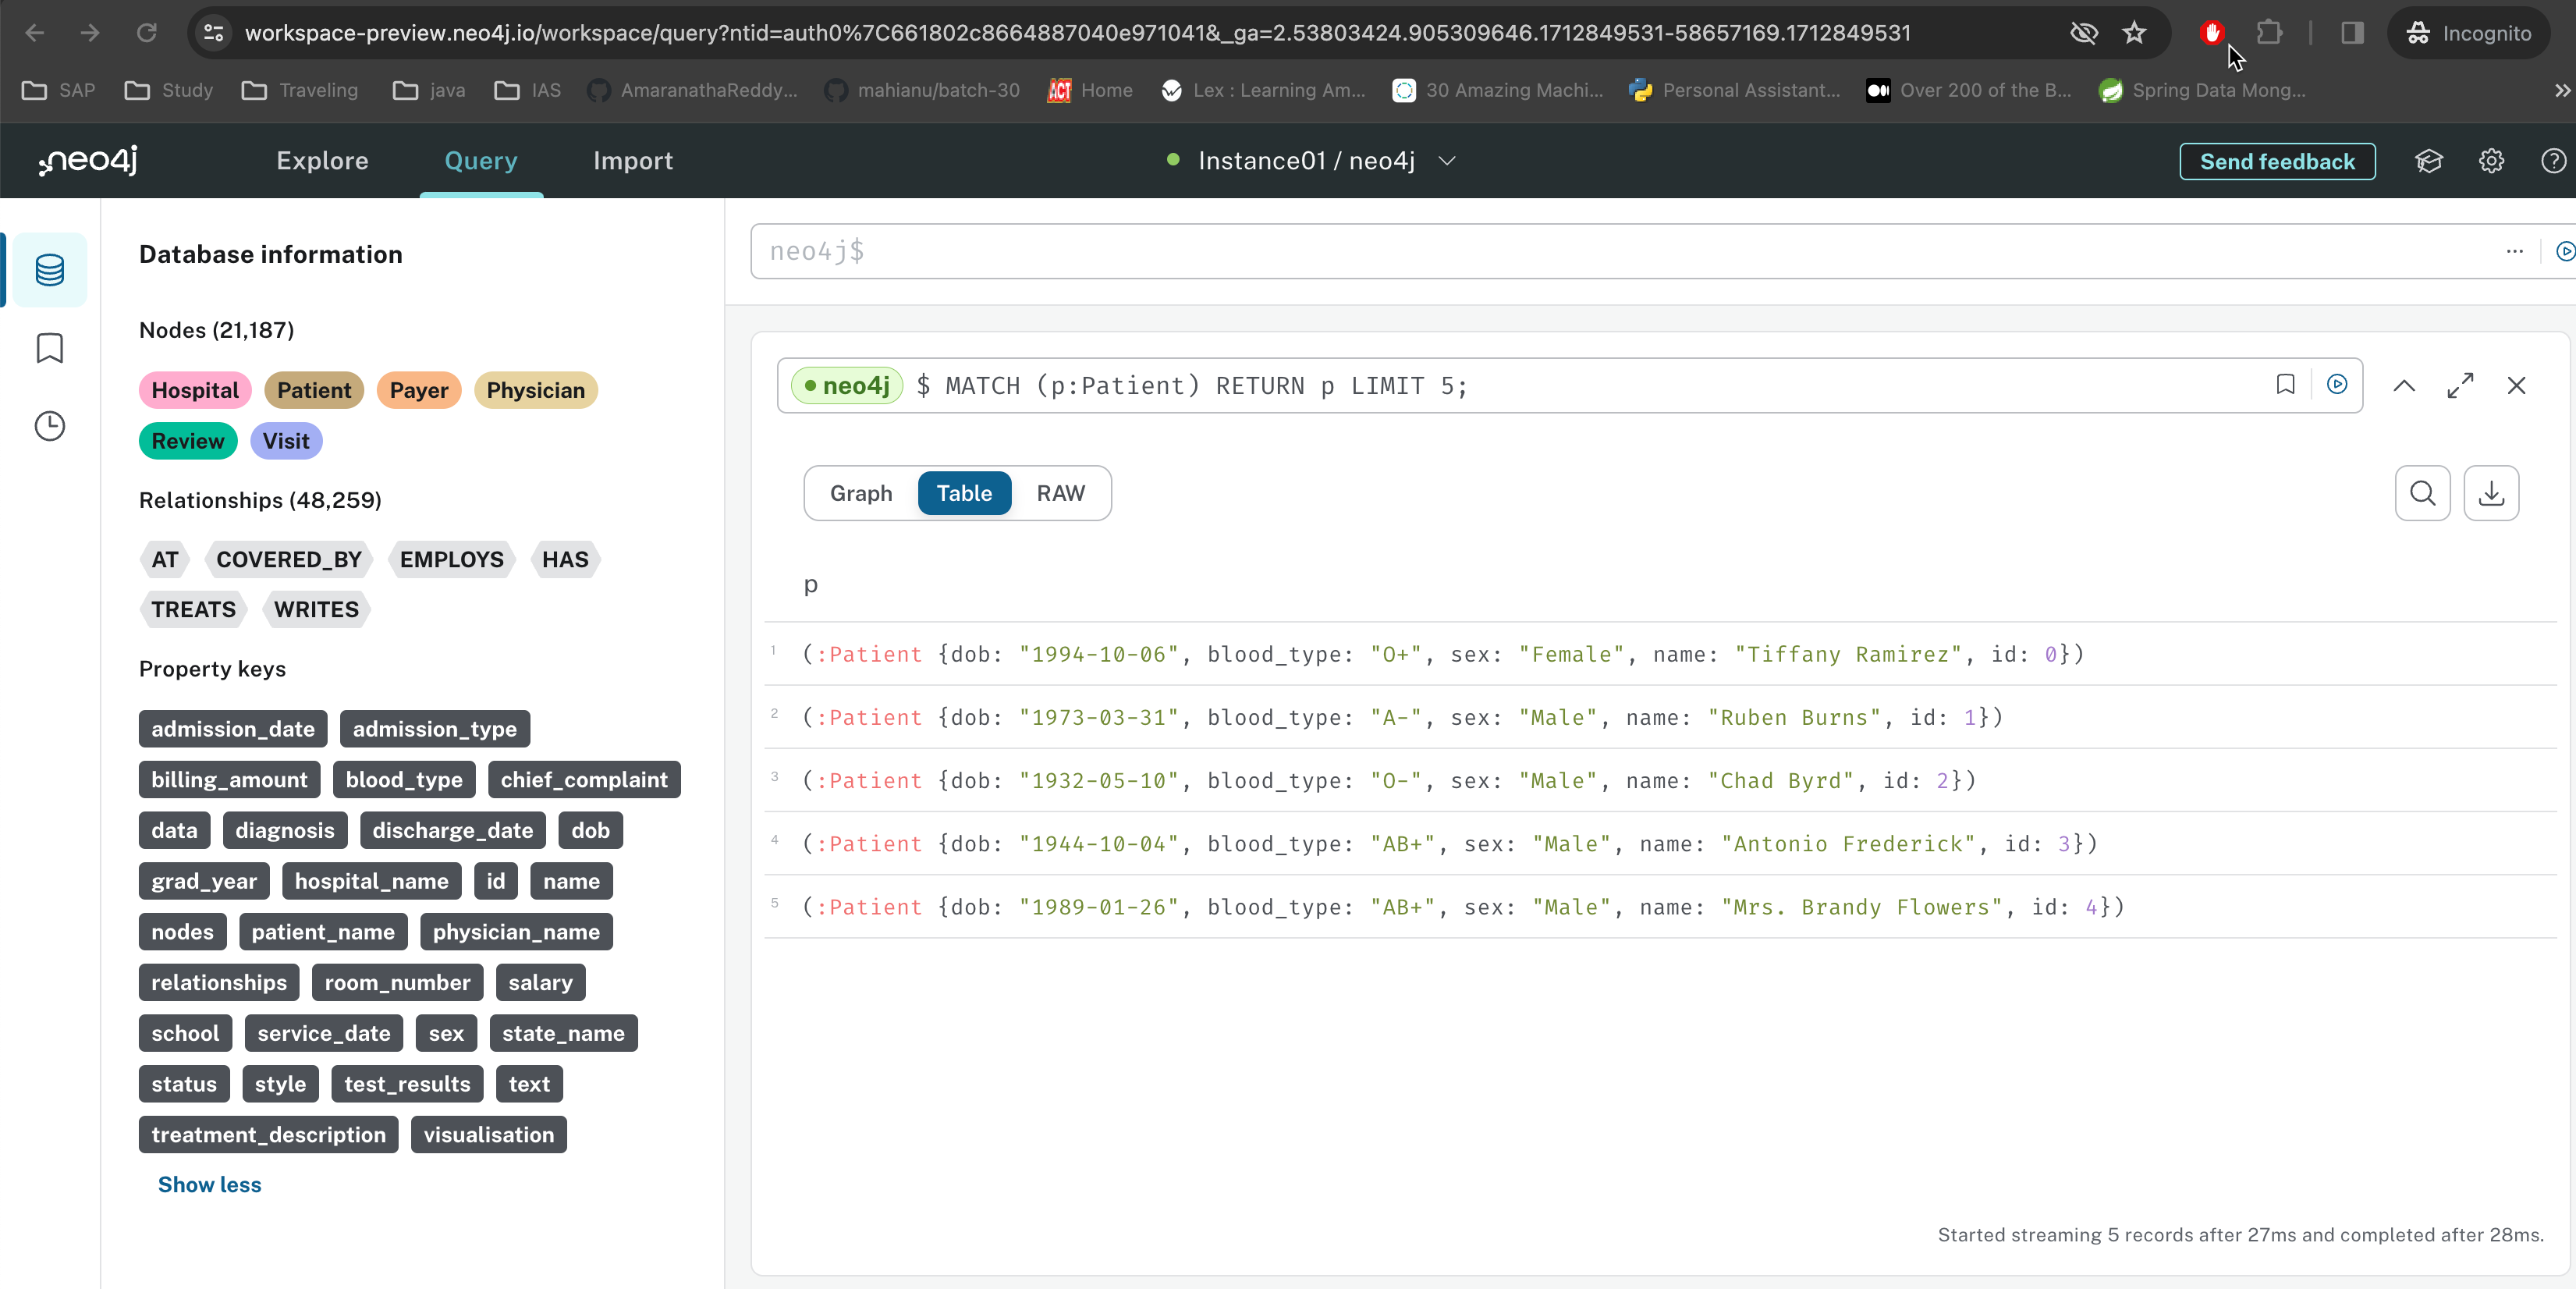 workspace-preview.neo4j.io/workspace/query?ntid=auth0%7C661802c8664887040e971041&_ga=2.53803424.905309646.1712849531-58657169.1712849531
Incognito
SAP Study Traveling java IAS AmaranathaReddy... mahianu/batch-30 ACT Home Lex : Learning Am... 30 Amazing Machi... Personal Assistant... Over 200 of the B... Spring Data Mong...
neo4j Explore Query Import Instance01 / neo4j Send feedback
Database information
Nodes (21,187)
Hospital Patient Payer Physician
Review Visit
Relationships (48,259)
AT COVERED_BY EMPLOYS HAS
TREATS WRITES
Property keys
admission_date admission_type
billing_amount blood_type chief_complaint
data diagnosis discharge_date dob
grad_year hospital_name id name
nodes patient_name physician_name
relationships room_number salary
school service_date sex state_name
status style test_results text
treatment_description visualisation
Show less
neo4j$
neo4j $ MATCH (p:Patient) RETURN p LIMIT 5;
Graph Table RAW
p
1 (:Patient {dob: "1994-10-06", blood_type: "O+", sex: "Female", name: "Tiffany Ramirez", id: 0})
2 (:Patient {dob: "1973-03-31", blood_type: "A-", sex: "Male", name: "Ruben Burns", id: 1})
3 (:Patient {dob: "1932-05-10", blood_type: "O-", sex: "Male", name: "Chad Byrd", id: 2})
4 (:Patient {dob: "1944-10-04", blood_type: "AB+", sex: "Male", name: "Antonio Frederick", id: 3})
5 (:Patient {dob: "1989-01-26", blood_type: "AB+", sex: "Male", name: "Mrs. Brandy Flowers", id: 4})
Started streaming 5 records after 27ms and completed after 28ms.